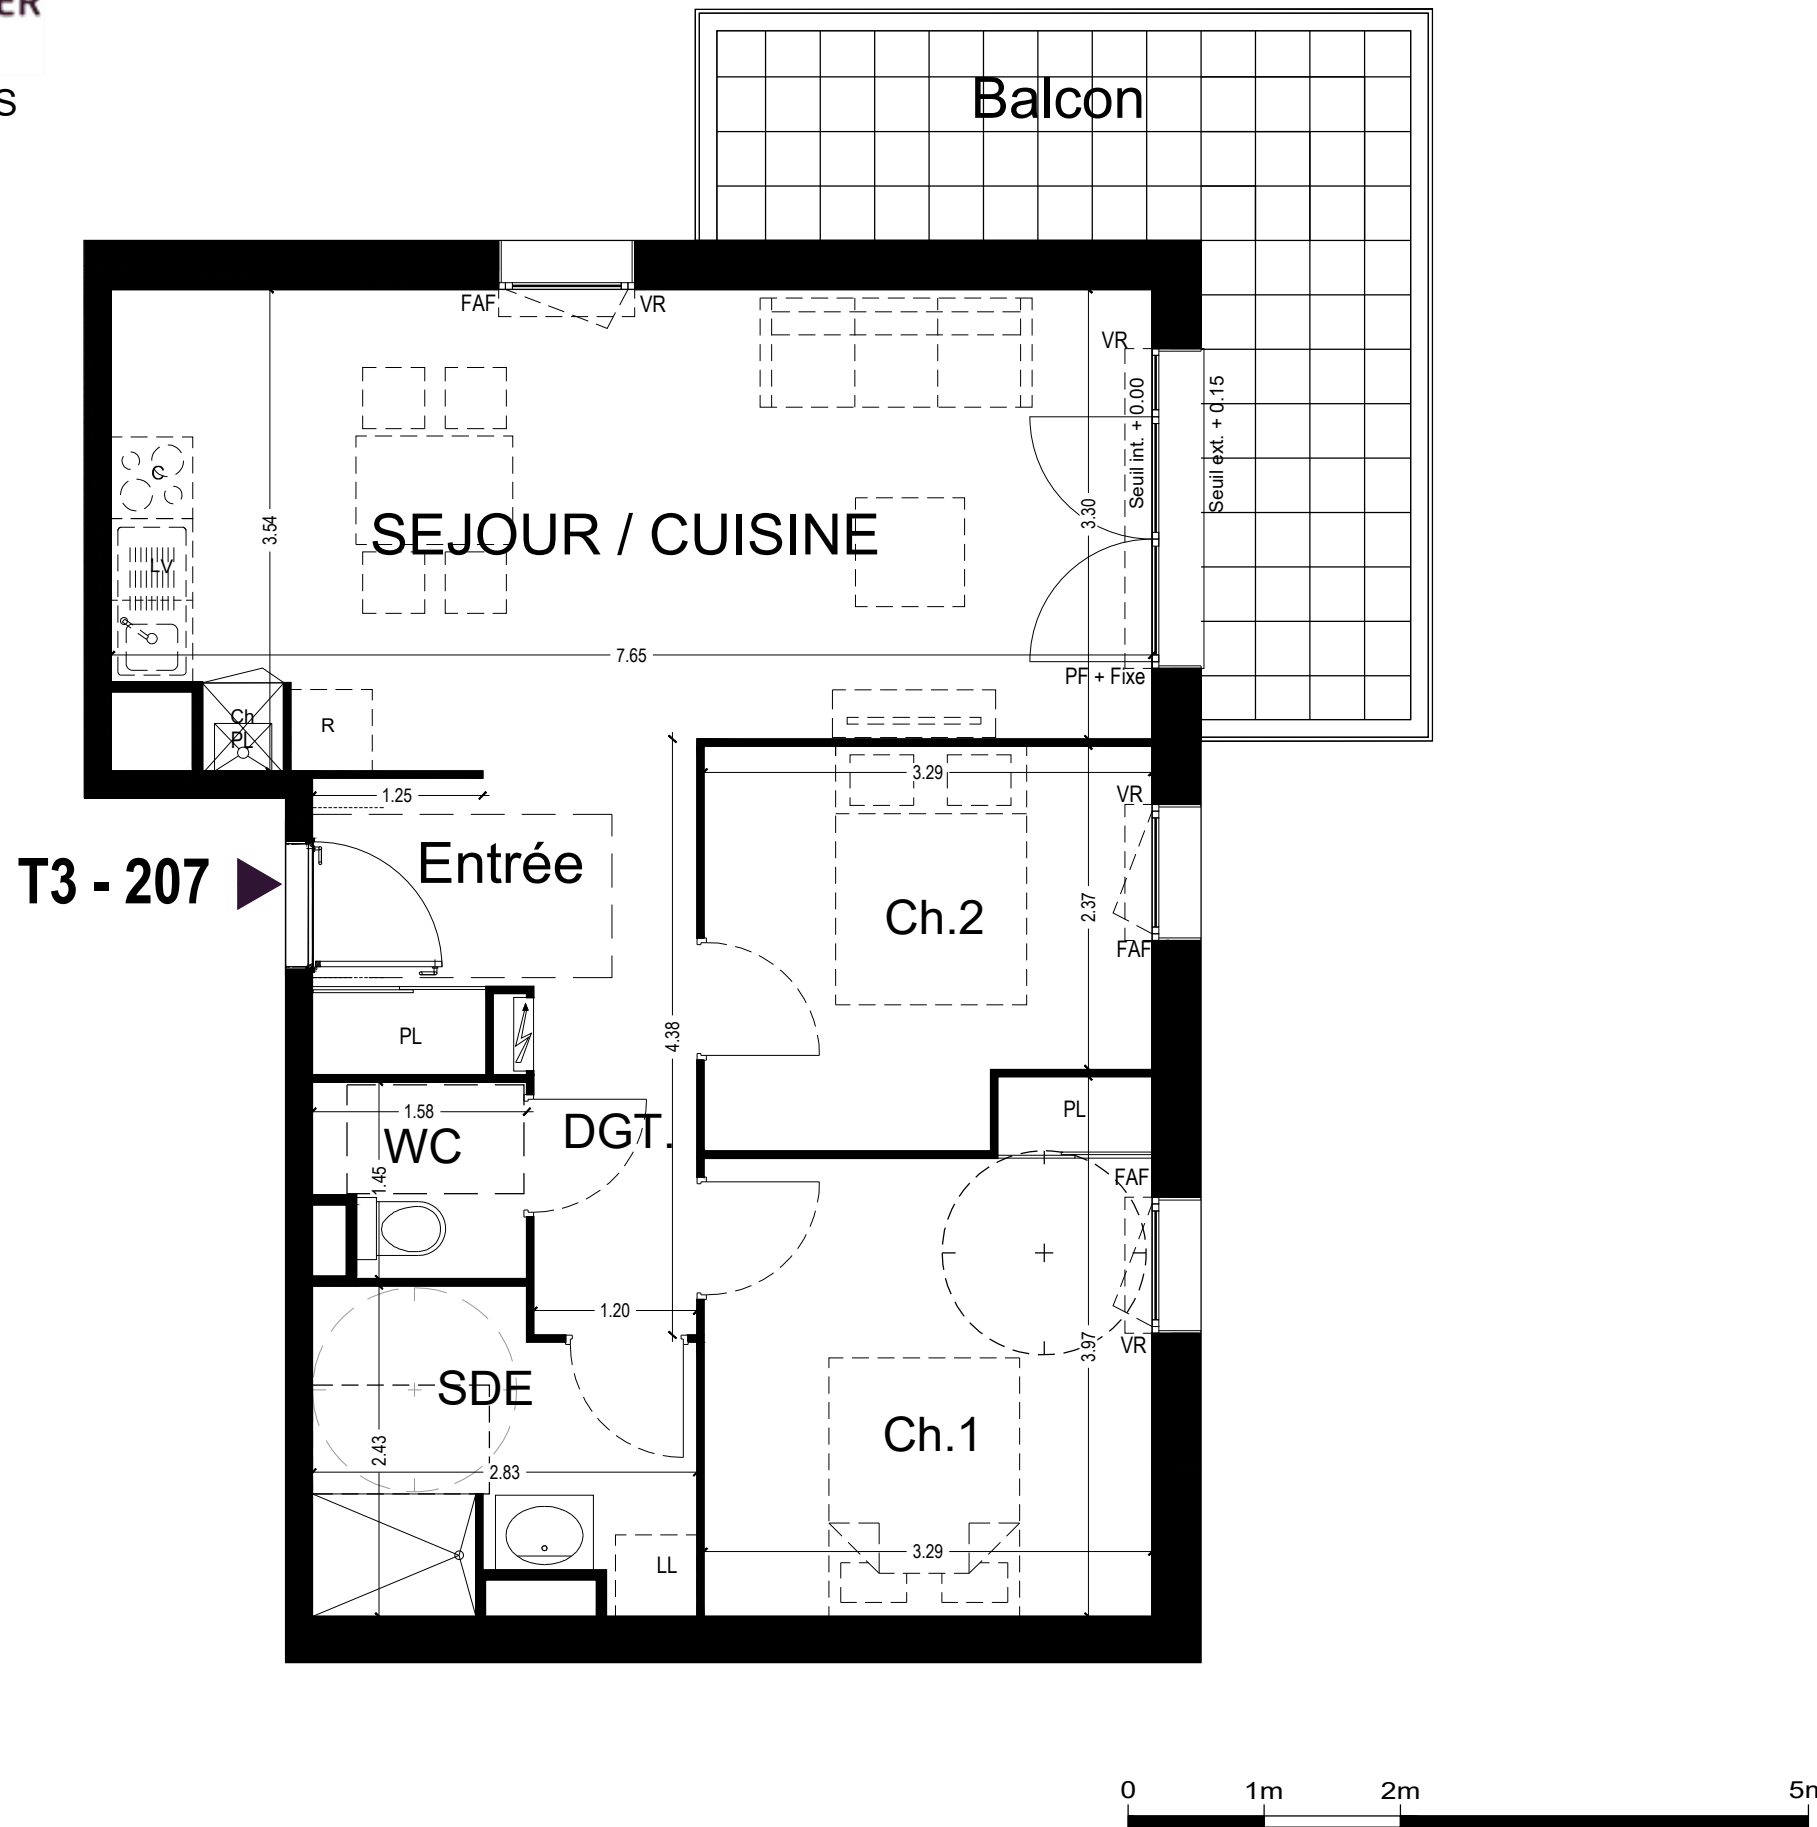 ER
S
Balcon
FAF
VR
VR
Seuil int. + 0.00
Seuil ext. + 0.15
C
3.54
3.30
SEJOUR / CUISINE
LV
7.65
PF + Fixe
Ch
PL
R
3.29
1.25
VR
T3 - 207
Entrée
Ch.2
2.37
FAF
PL
4.38
1.58
DGT.
PL
WC
1.45
FAF
1.20
3.97
VR
SDE
Ch.1
2.43
2.83
3.29
LL
0 1m 2m 5m